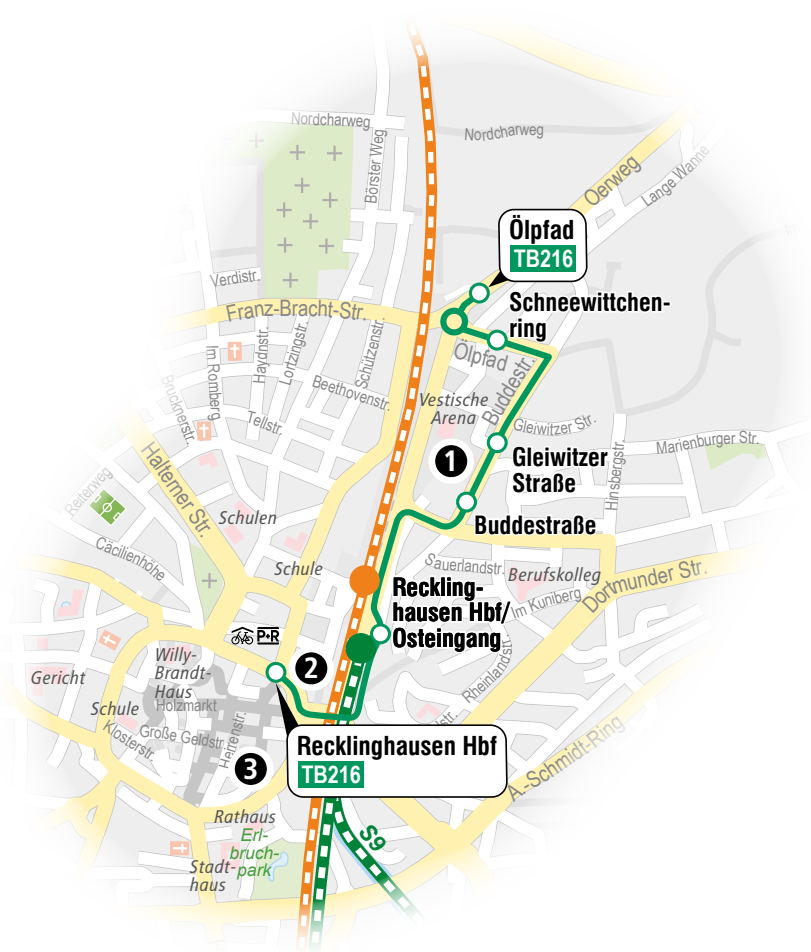 Nordcharweg
Nordcharweg
Börster Weg
Oerweg
Lange Wanne
Ölpfad
TB216
Verdistr.
Franz-Bracht-Str.
Schneewittchen-
ring
Ölpfad
Im Romberg
Haydnstr.
Lortzingstr.
Schützenstr.
Beethovenstr.
Brucknerstr.
Tellstr.
Vestische
Arena
Buddestr.
Gleiwitzer Str.
Marienburger Str.
Hinsbergstr.
Halterner Str.
1
Gleiwitzer
Straße
Reiterweg
Schulen
Buddestraße
Cäcilienhöhe
Schule
Sauerlandstr.
Berufskolleg
Im Kuniberg
Dortmunder Str.
Reckling-
hausen Hbf/
Osteingang
P+R
Willy-
Brandt-
Haus
2
Gericht
Rheinlandstr.
Schule
Holzmarkt
Klosterstr.
Große Geldstr.
Herrenstr.
Recklinghausen Hbf
TB216
3
A.-Schmidt-Ring
Rathaus
Erl-
bruch-
park
S9
Stadt-
haus